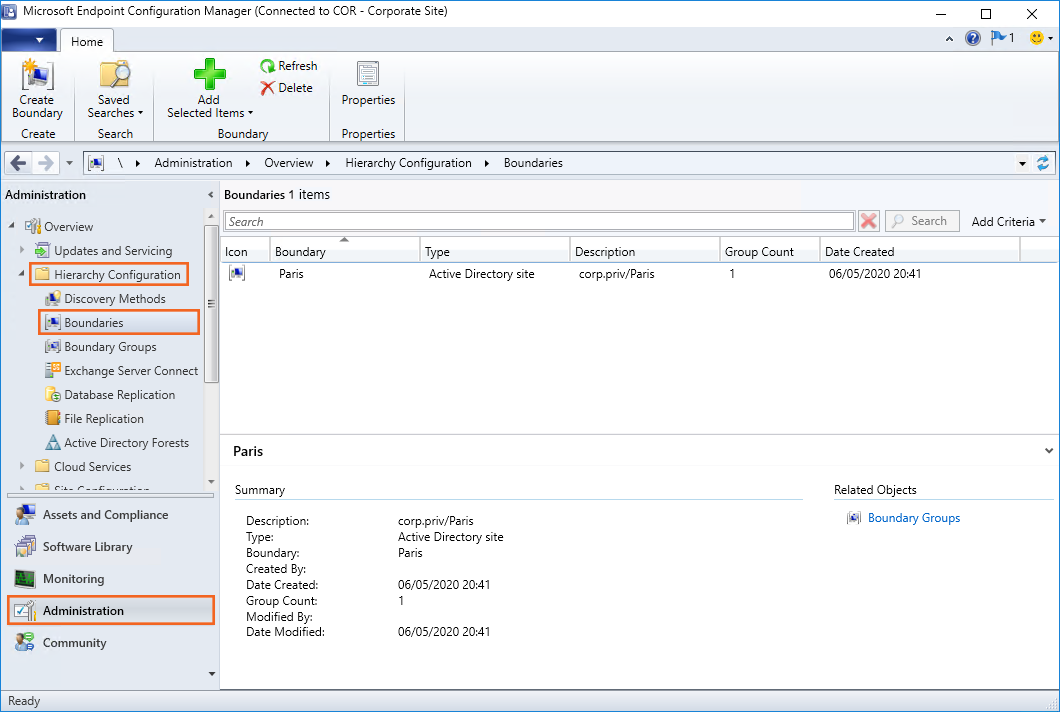 Microsoft Endpoint Configuration Manager (Connected to COR - Corporate Site)
Home
1
Create Boundary
Saved Searches
Add Selected Items
Refresh
Delete
Properties
Create
Search
Boundary
Properties
\ Administration Overview Hierarchy Configuration Boundaries
Administration
Overview
Updates and Servicing
Hierarchy Configuration
Discovery Methods
Boundaries
Boundary Groups
Exchange Server Connect
Database Replication
File Replication
Active Directory Forests
Cloud Services
Site Configuration
Assets and Compliance
Software Library
Monitoring
Administration
Community
Boundaries 1 items
Search
Search
Add Criteria
Icon Boundary Type Description Group Count Date Created
Paris Active Directory site corp.priv/Paris 1 06/05/2020 20:41
Paris
Summary
Description: corp.priv/Paris
Type: Active Directory site
Boundary: Paris
Created By:
Date Created: 06/05/2020 20:41
Group Count: 1
Modified By:
Date Modified: 06/05/2020 20:41
Related Objects
Boundary Groups
Ready